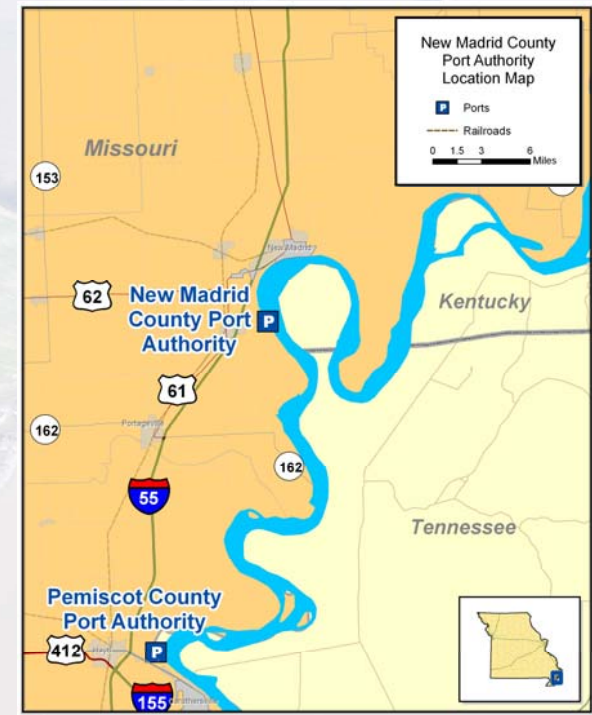 New Madrid County
Port Authority
Location Map
P Ports
Railroads
0 1.5 3 6
Miles
Missouri
153
New Madrid
62
New Madrid
County Port
Authority
P
Kentucky
61
162
Portageville
162
55
Tennessee
Pemiscot County
Port Authority
412
Hayti
P
155
Caruthersville